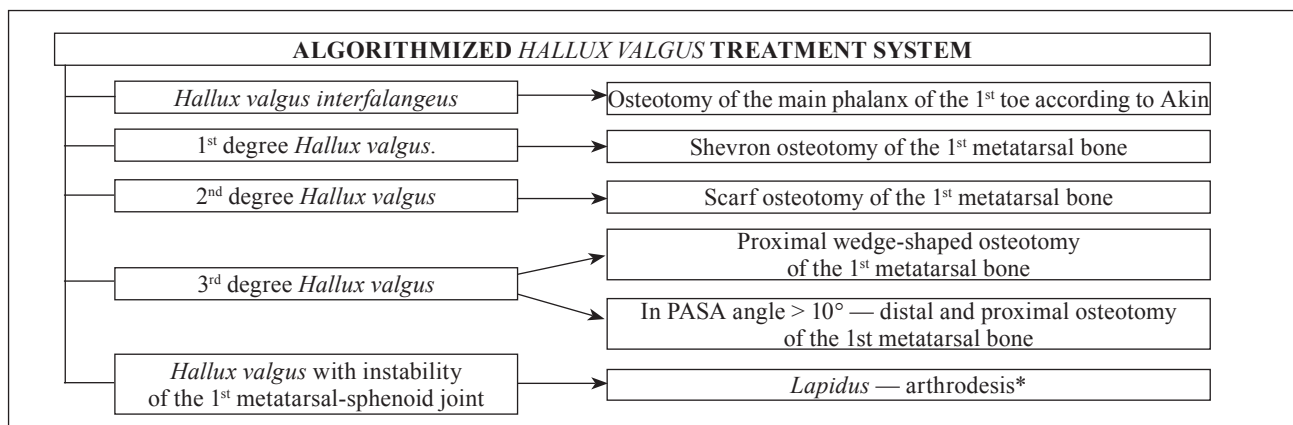 ALGORITHMIZED HALLUX VALGUS TREATMENT SYSTEM
Hallux valgus interfalangeus
Osteotomy of the main phalanx of the 1st toe according to Akin
1st degree Hallux valgus.
Shevron osteotomy of the 1st metatarsal bone
2nd degree Hallux valgus
Scarf osteotomy of the 1st metatarsal bone
3rd degree Hallux valgus
Proximal wedge-shaped osteotomy
of the 1st metatarsal bone
In PASA angle > 10° — distal and proximal osteotomy
of the 1st metatarsal bone
Hallux valgus with instability
of the 1st metatarsal-sphenoid joint
Lapidus — arthrodesis*